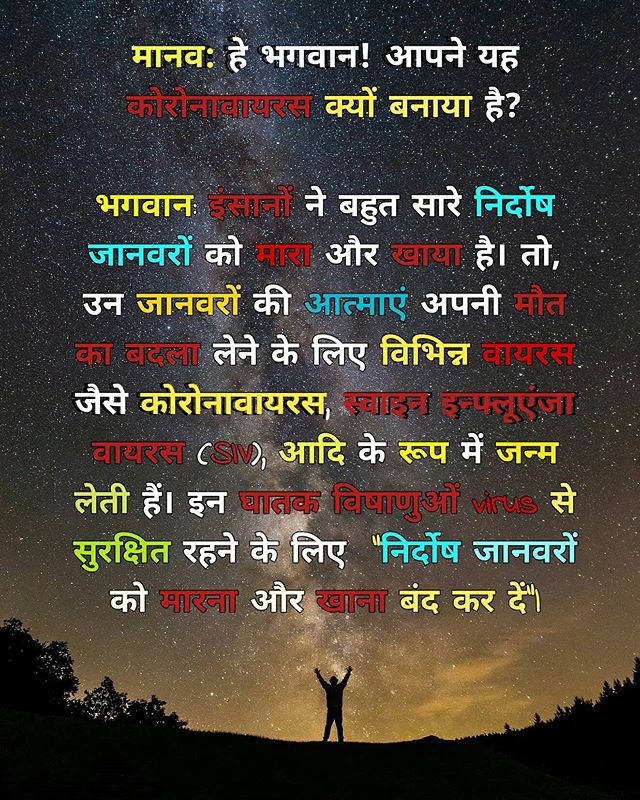 मानव: हे भगवान! आपने यह
कोरोनावायरस क्यों बनाया है?
भगवान: इंसानों ने बहुत सारे निर्दोष
जानवरों को मारा और खाया है। तो,
उन जानवरों की आत्माएं अपनी मौत
का बदला लेने के लिए विभिन्न वायरस
जैसे कोरोनावायरस, स्वाइन इन्फ्लूएंजा
वायरस (SIV), आदि के रूप में जन्म
लेती हैं। इन घातक विषाणुओं virus से
सुरक्षित रहने के लिए "निर्दोष जानवरों
को मारना और खाना बंद कर दें"।